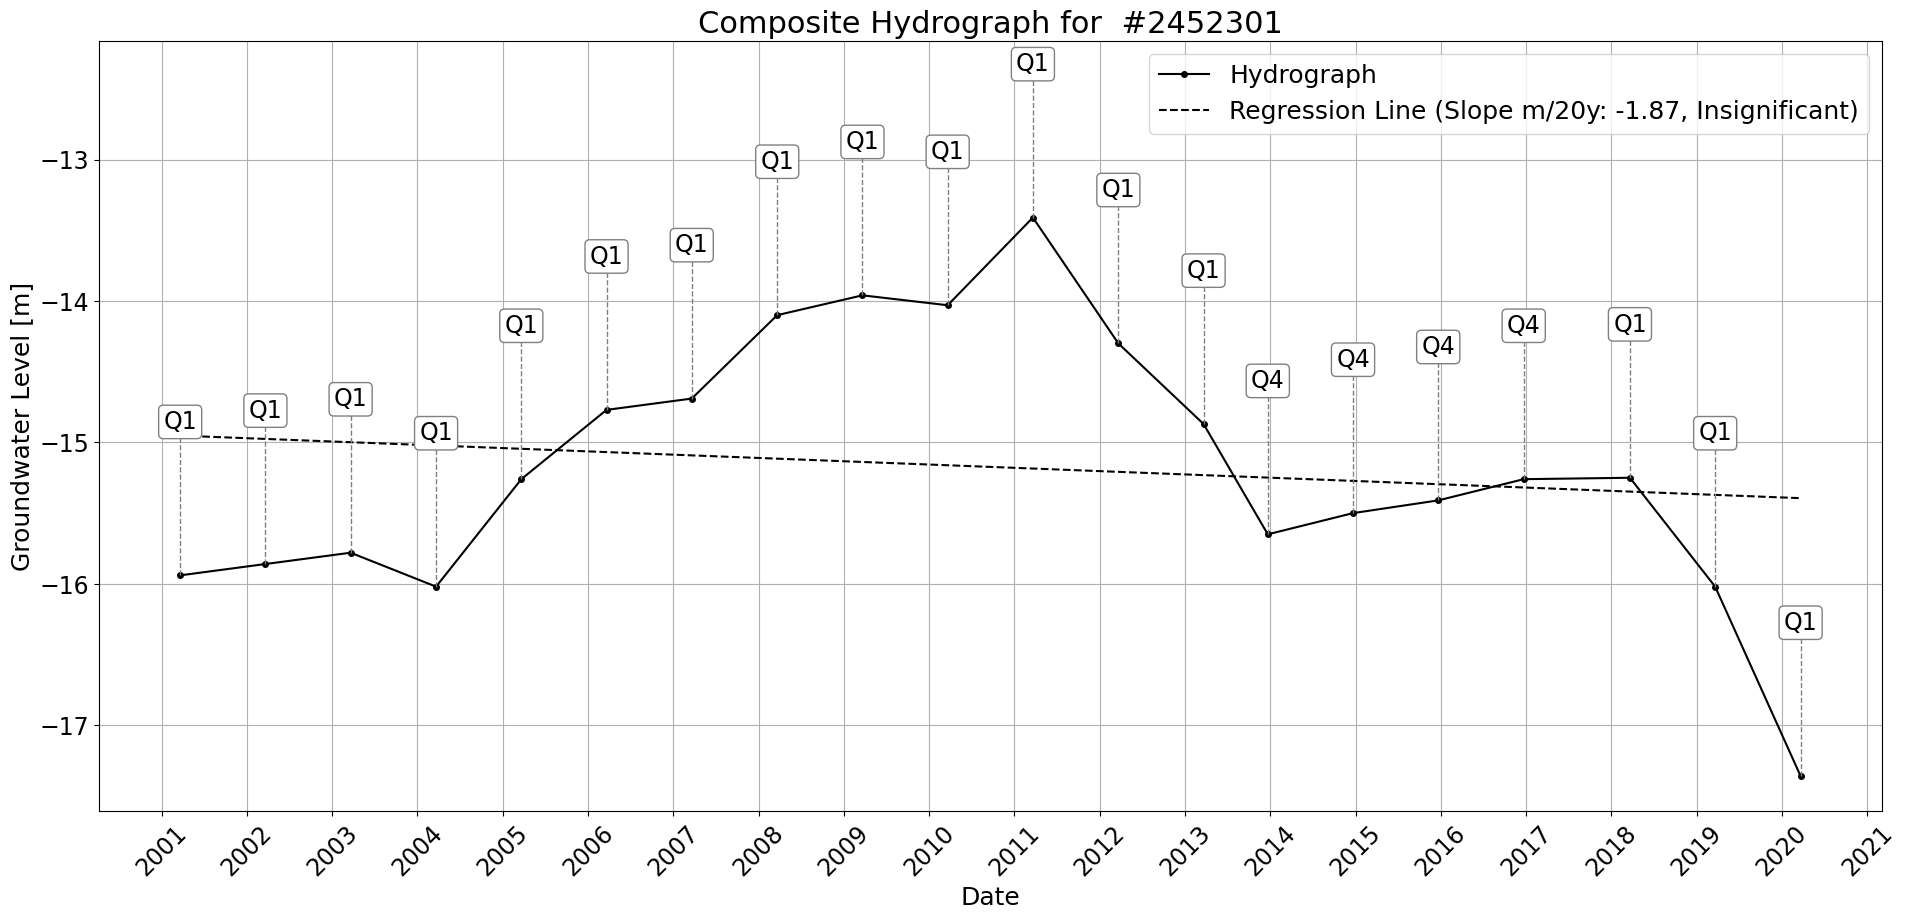 Composite Hydrograph for #2452301
Hydrograph
Regression Line (Slope m/20y: -1.87, Insignificant)
Groundwater Level [m]
−13
−14
−15
−16
−17
Q1
Q1
Q1
Q1
Q1
Q1
Q1
Q1
Q1
Q1
Q1
Q1
Q1
Q4
Q4
Q4
Q4
Q1
Q1
Q1
2001
2002
2003
2004
2005
2006
2007
2008
2009
2010
2011
2012
2013
2014
2015
2016
2017
2018
2019
2020
2021
Date